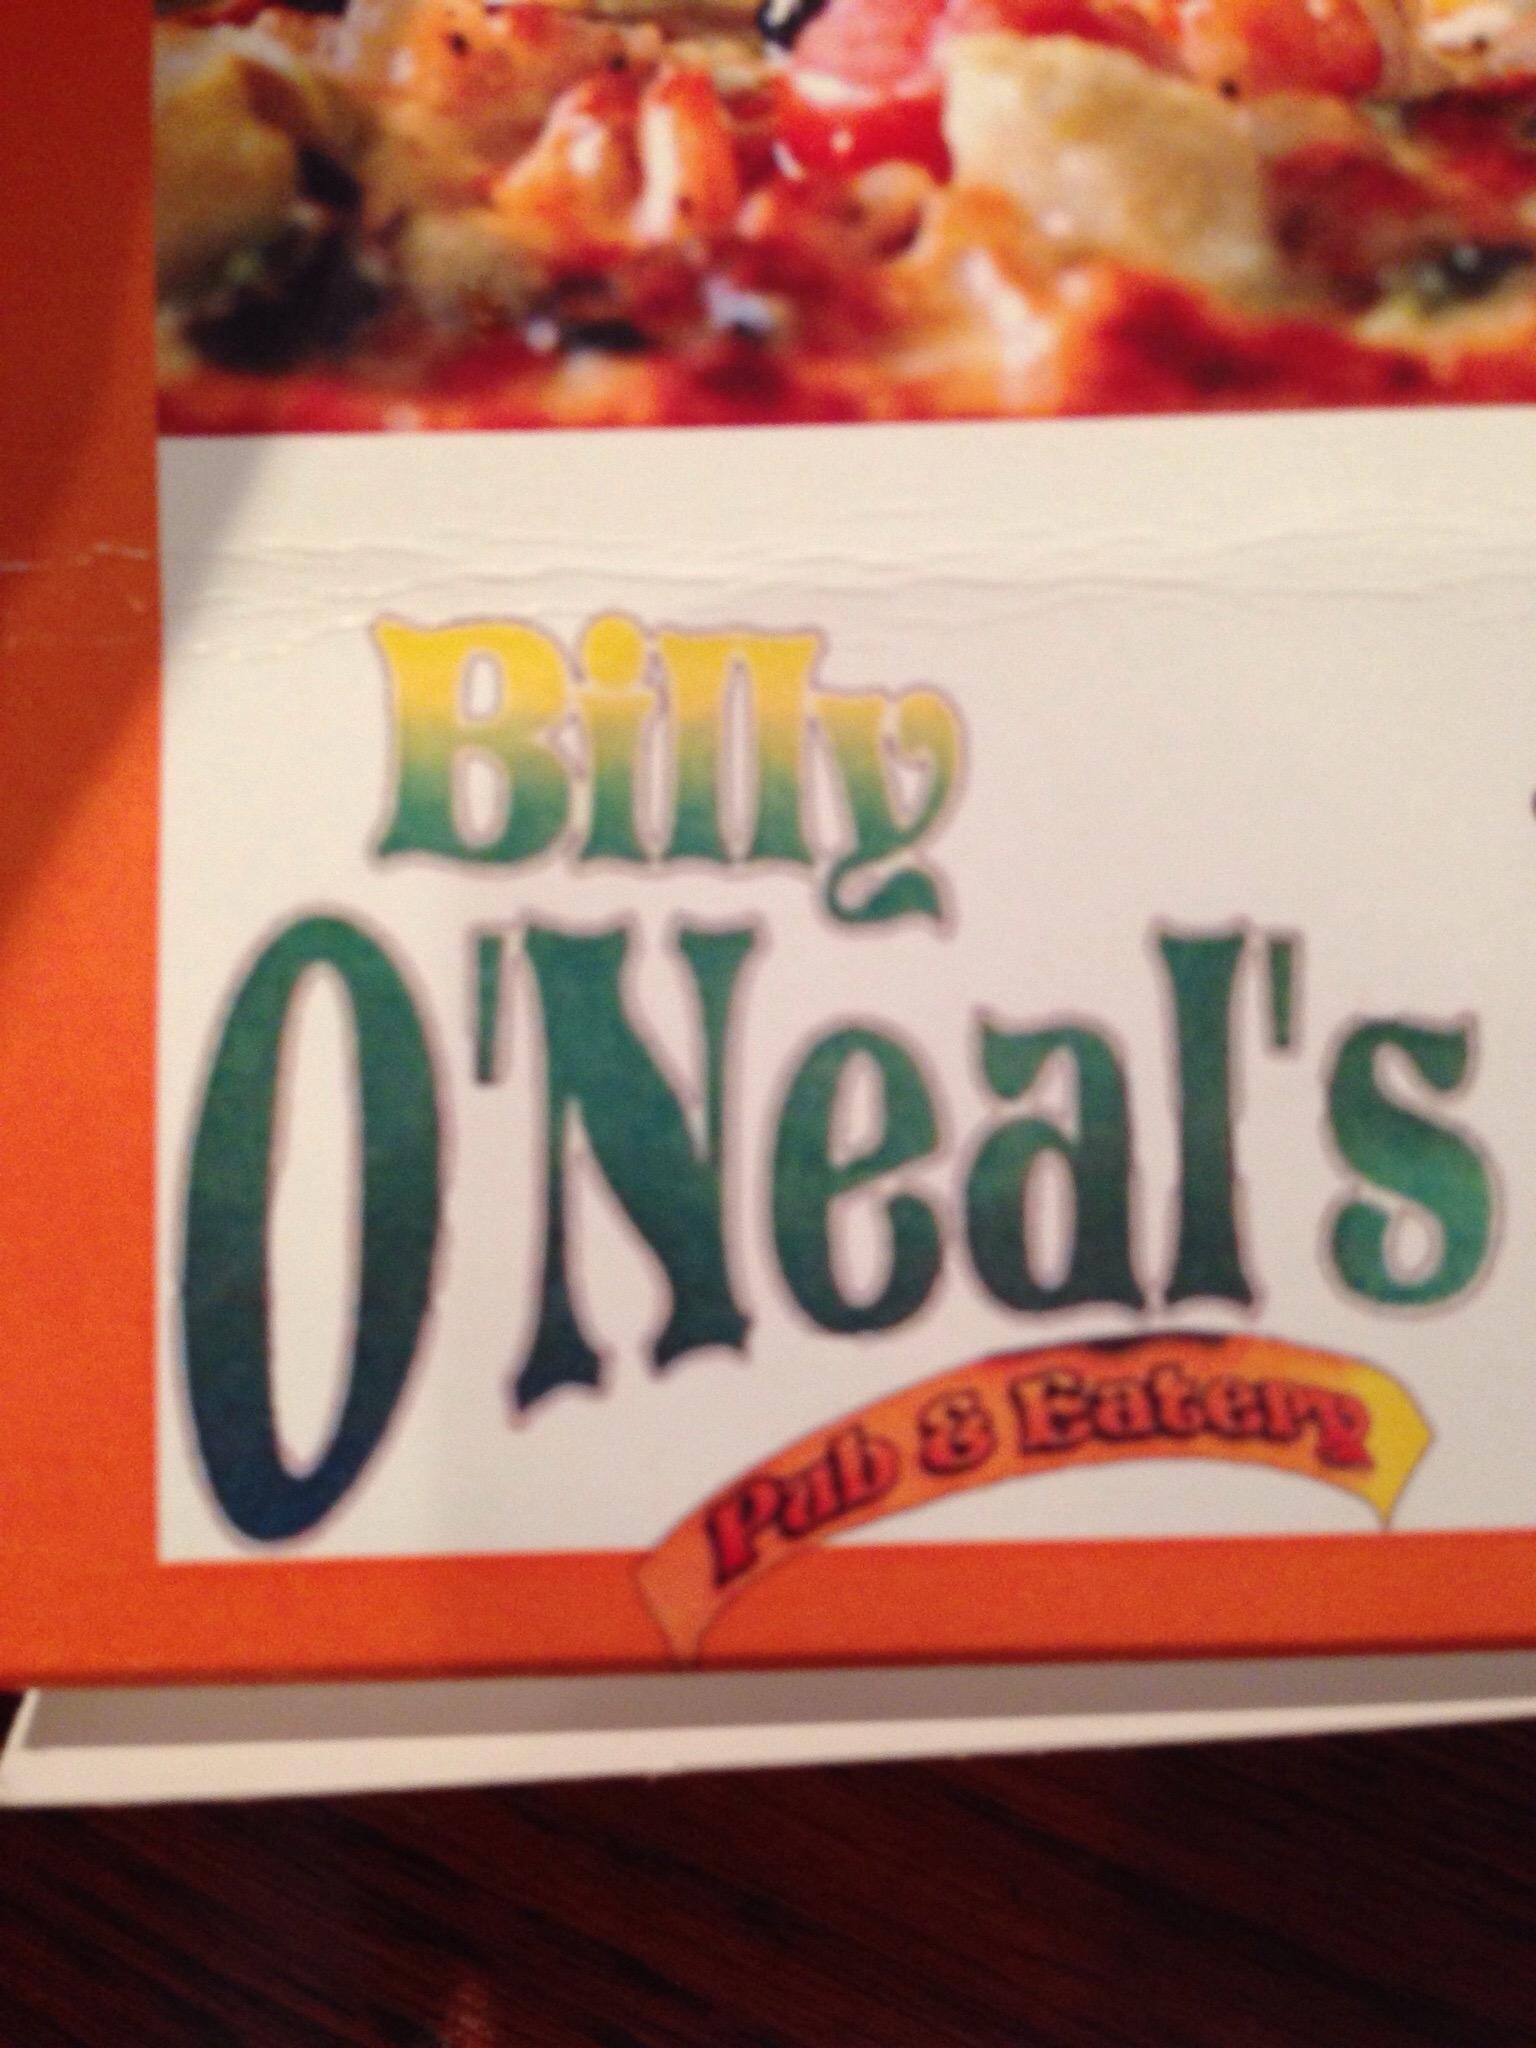 Billy
O'Neal's
Pub & Eatery